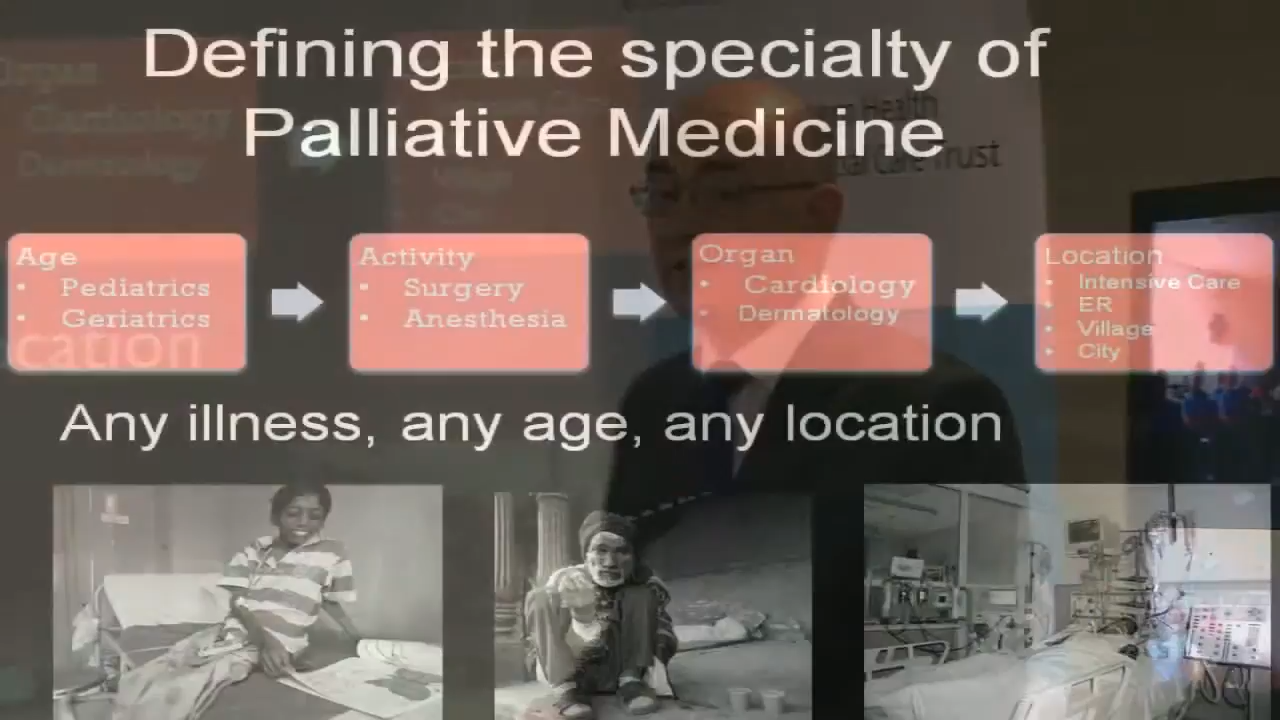 Defining the specialty of
Palliative Medicine
Health
Care Trust
Organ
Cardiology
Dermatology
Age
• Pediatrics
• Geriatrics
Activity
• Surgery
• Anesthesia
Organ
• Cardiology
• Dermatology
Location
• Intensive Care
• ER
• Village
• City
cation
Any illness, any age, any location